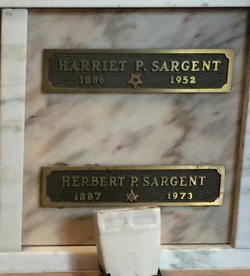 HARRIET P. SARGENT
1886 1952
HERBERT P. SARGENT
1887 1973